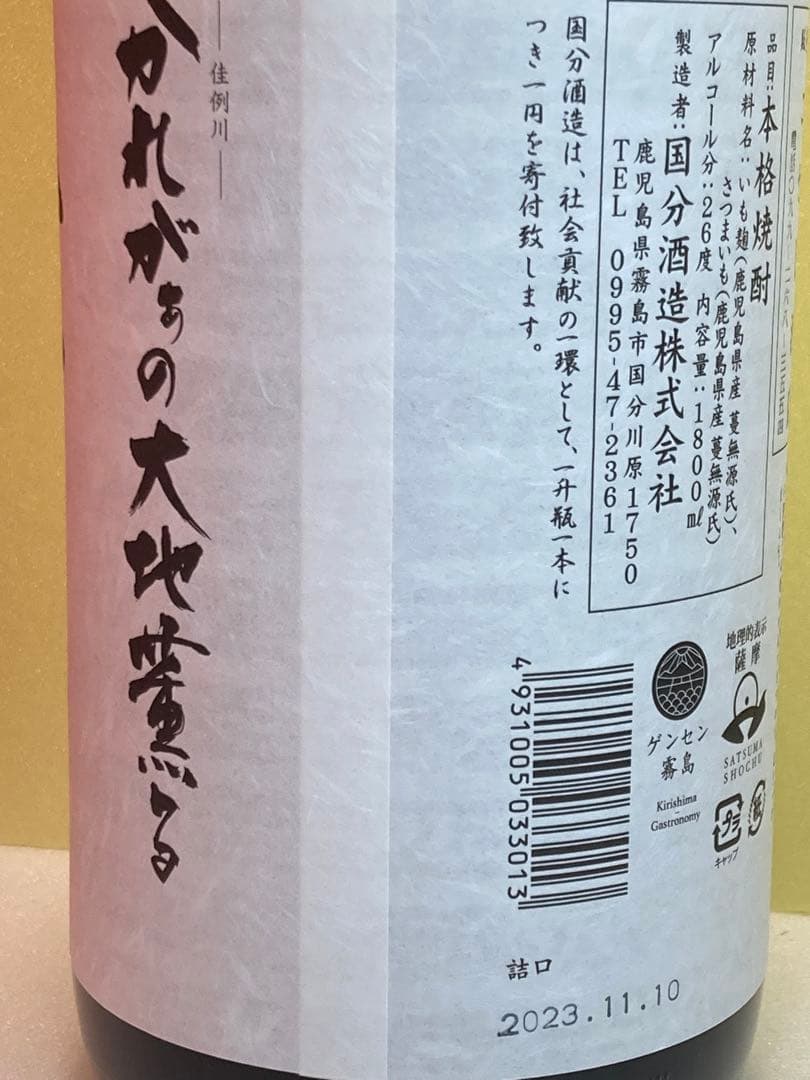 品目:本格焼酎
原材料名:いも麹(鹿児島県産 蔓無源氏)、
さつまいも(鹿児島県産 蔓無源氏)
アルコール分:26度 内容量:1800ml
製造者:国分酒造株式会社
鹿児島県霧島市国分川原1750
TEL 0995-47-2361
国分酒造は、社会貢献の一環として、一升瓶一本に
つき一円を寄付致します。
佳例川
かれがぁの大地薫る
地理的表示
薩摩
SATSUMA
SHOCHU
ゲンセン
霧島
Kirishima
Gastronomy
プラ
キャップ
紙
4931005033013
詰口
2023.11.10